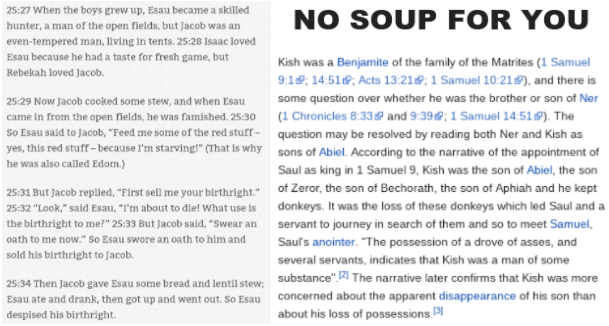 25:27 When the boys grew up, Esau became a skilled
hunter, a man of the open fields, but Jacob was an
even-tempered man, living in tents. 25:28 Isaac loved
Esau because he had a taste for fresh game, but
Rebekah loved Jacob.
25:29 Now Jacob cooked some stew, and when Esau
came in from the open fields, he was famished. 25:30
So Esau said to Jacob, “Feed me some of the red stuff –
yes, this red stuff – because I’m starving!” (That is why
he was also called Edom.)
25:31 But Jacob replied, “First sell me your birthright.”
25:32 “Look,” said Esau, “I’m about to die! What use is
the birthright to me?” 25:33 But Jacob said, “Swear an
oath to me now.” So Esau swore an oath to him and
sold his birthright to Jacob.
25:34 Then Jacob gave Esau some bread and lentil stew;
Esau ate and drank, then got up and went out. So Esau
despised his birthright.
NO SOUP FOR YOU
Kish was a Benjamite of the family of the Matrites (1 Samuel
9:1; 14:51; Acts 13:21; 1 Samuel 10:21), and there is
some question over whether he was the brother or son of Ner
(1 Chronicles 8:33 and 9:39; 1 Samuel 14:51). The
question may be resolved by reading both Ner and Kish as
sons of Abiel. According to the narrative of the appointment of
Saul as king in 1 Samuel 9, Kish was the son of Abiel, the son
of Zeror, the son of Bechorath, the son of Aphiah and he kept
donkeys. It was the loss of these donkeys which led Saul and a
servant to journey in search of them and so to meet Samuel,
Saul's anointer. "The possession of a drove of asses, and
several servants, indicates that Kish was a man of some
substance".[2] The narrative later confirms that Kish was more
concerned about the apparent disappearance of his son than
about his loss of possessions.[3]